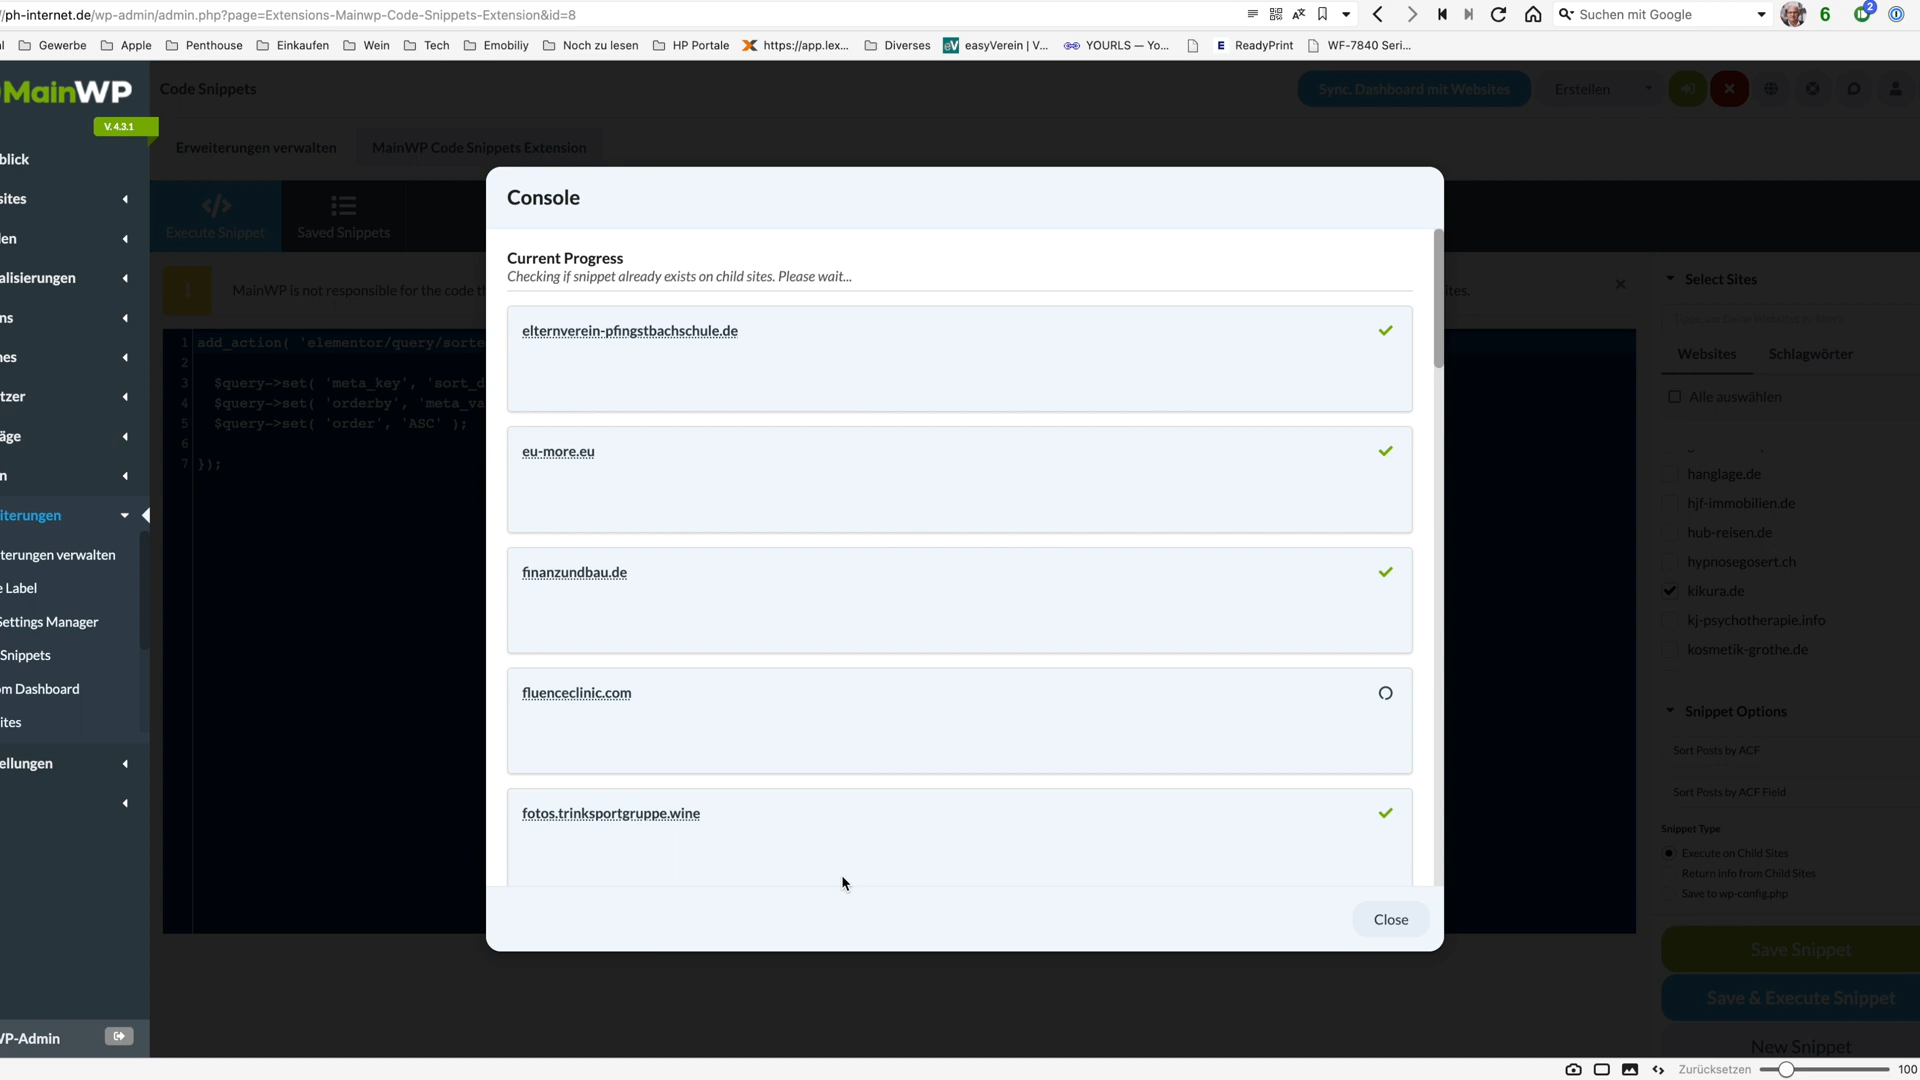 /ph-internet.de/wp-admin/admin.php?page=Extensions-Mainwp-Code-Snippets-Extension&id=8
Suchen mit Google
6
2
Gewerbe
Apple
Penthouse
Einkaufen
Wein
Tech
Emobiliy
Noch zu lesen
HP Portale
https://app.lex...
Diverses
eV easyVerein | V...
YOURLS — Yo...
E ReadyPrint
WF-7840 Seri...
MainWP
V. 4.3.1
Code Snippets
Sync. Dashboard mit Websites
Erstellen
Erweiterungen verwalten
MainWP Code Snippets Extension
Execute Snippet
Saved Snippets
blick
sites
en
alisierungen
ns
nes
tzer
äge
n
iterungen
terungen verwalten
e Label
Settings Manager
Snippets
om Dashboard
ites
ellungen
VP-Admin
MainWP is not responsible for the code th
ites.
1 add_action( 'elementor/query/sorte
2
3 $query->set( 'meta_key', 'sort_d
4 $query->set( 'orderby', 'meta_va
5 $query->set( 'order', 'ASC' );
6
7 });
Console
Current Progress
Checking if snippet already exists on child sites. Please wait...
elternverein-pfingstbachschule.de
eu-more.eu
finanzundbau.de
fluenceclinic.com
fotos.trinksportgruppe.wine
Close
Select Sites
Websites
Schlagwörter
Alle auswählen
hanglage.de
hjf-immobilien.de
hub-reisen.de
hypnosegosert.ch
kikura.de
kj-psychotherapie.info
kosmetik-grothe.de
Snippet Options
Sort Posts by ACF
Sort Posts by ACF Field
Snippet Type
Execute on Child Sites
Return info from Child Sites
Save to wp-config.php
Save Snippet
Save & Execute Snippet
New Snippet
Zurücksetzen
100